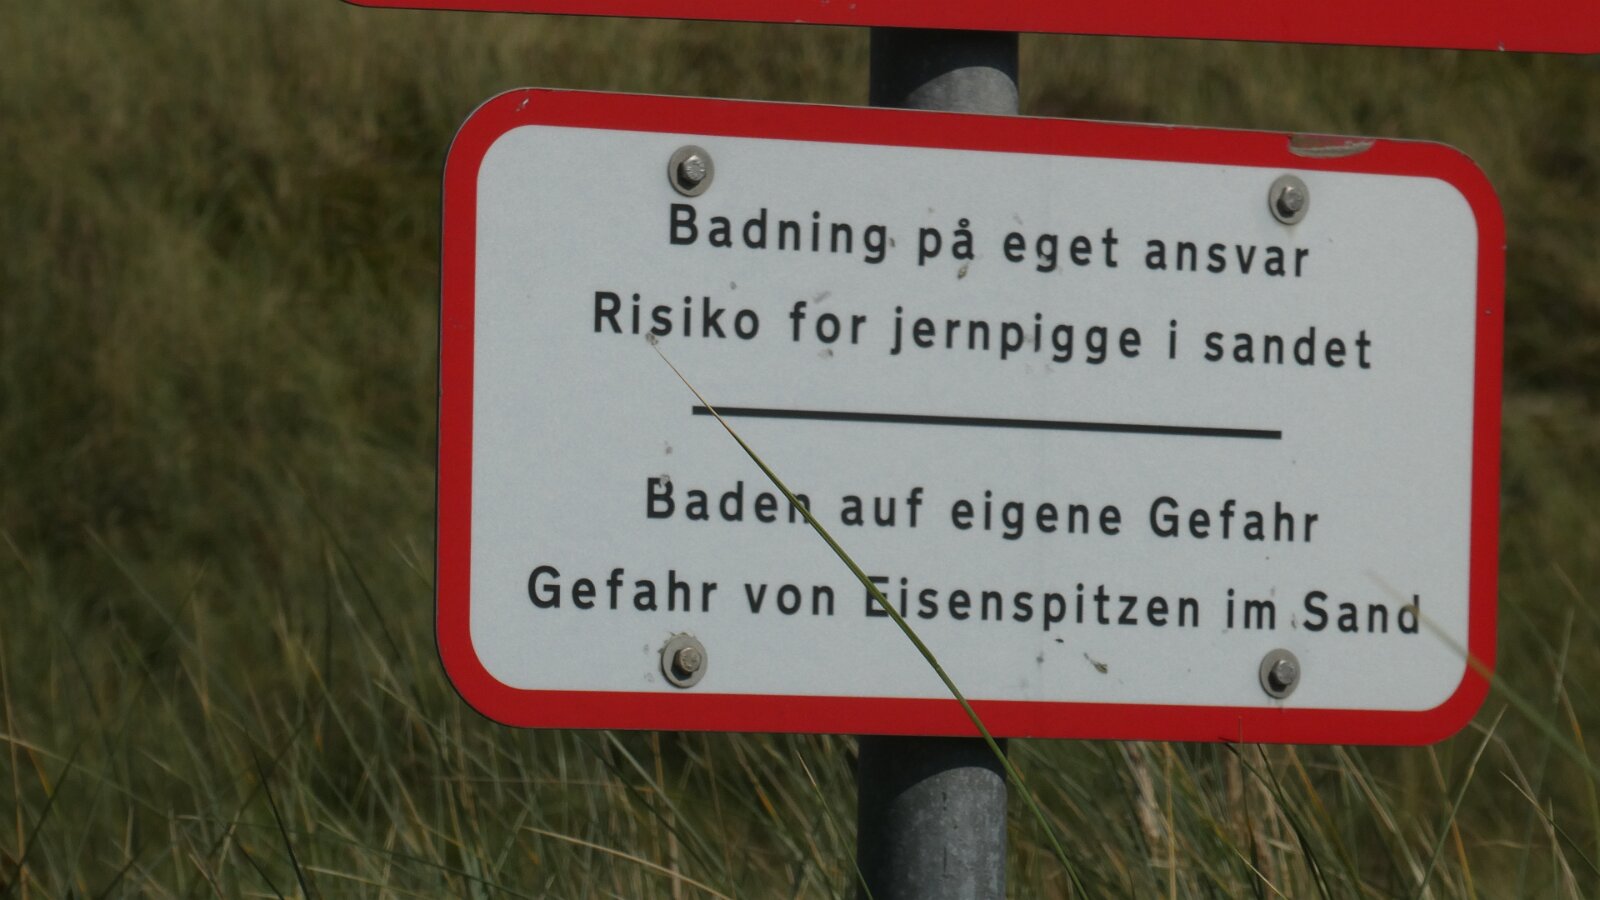 Badning på eget ansvar
Risiko for jernpigge i sandet
Baden auf eigene Gefahr
Gefahr von Eisenspitzen im Sand